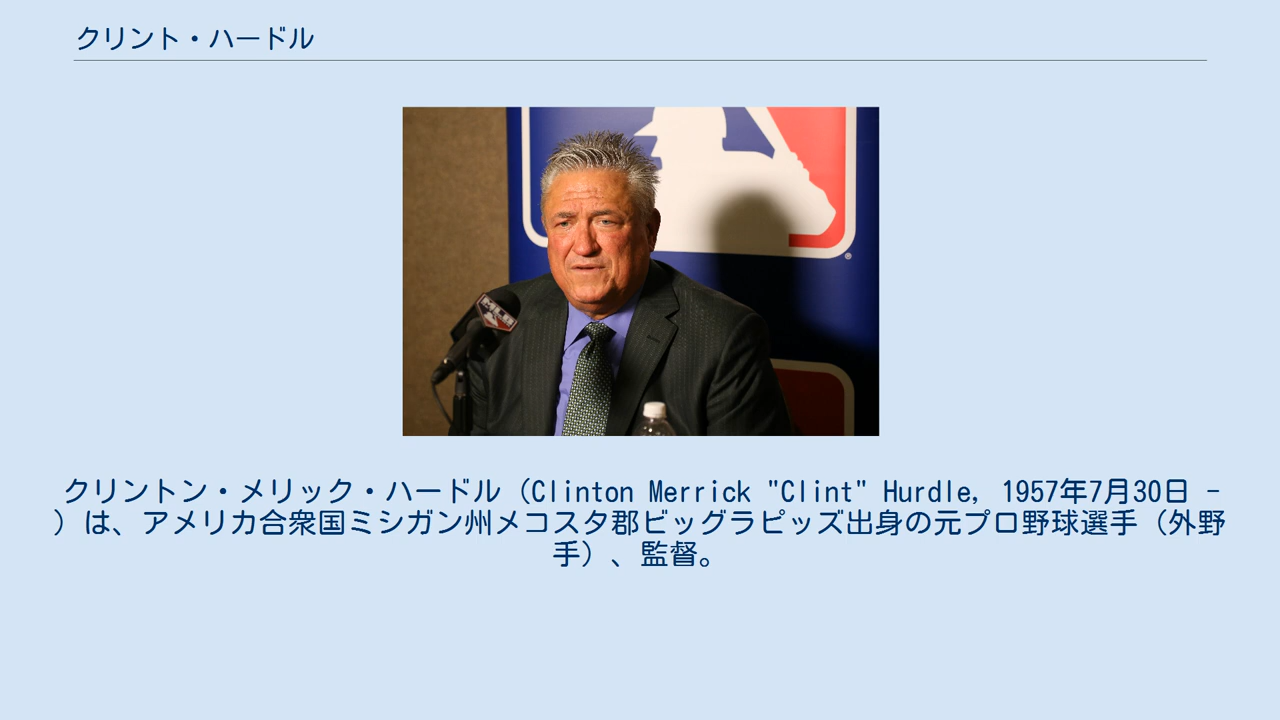 クリント・ハードル
クリントン・メリック・ハードル（Clinton Merrick "Clint" Hurdle, 1957年7月30日 -
）は、アメリカ合衆国ミシガン州メコスタ郡ビッグラピッズ出身の元プロ野球選手（外野
手）、監督。